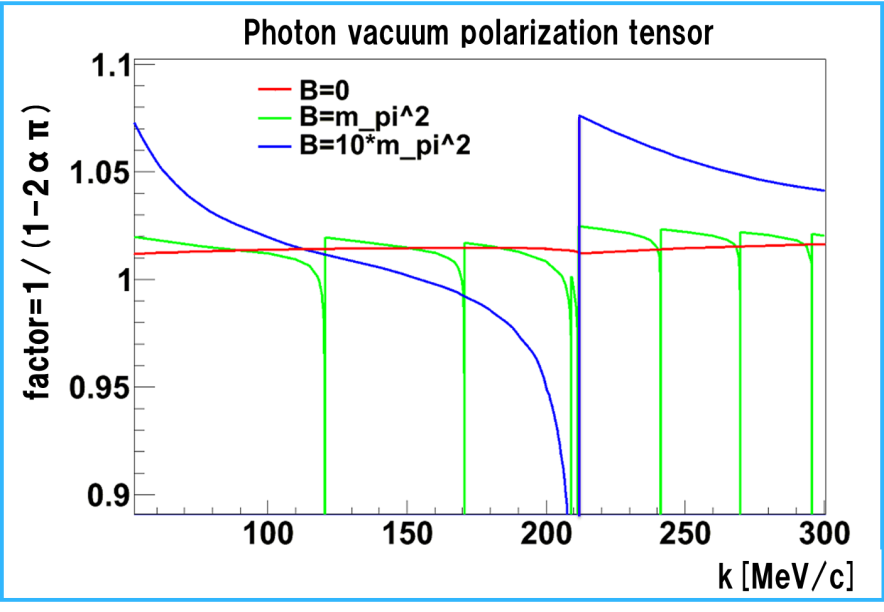 Photon vacuum polarization tensor
factor=1/(1-2απ)
1.1
1.05
1
0.95
0.9
B=0
B=m_pi^2
B=10*m_pi^2
100
150
200
250
300
k [MeV/c]